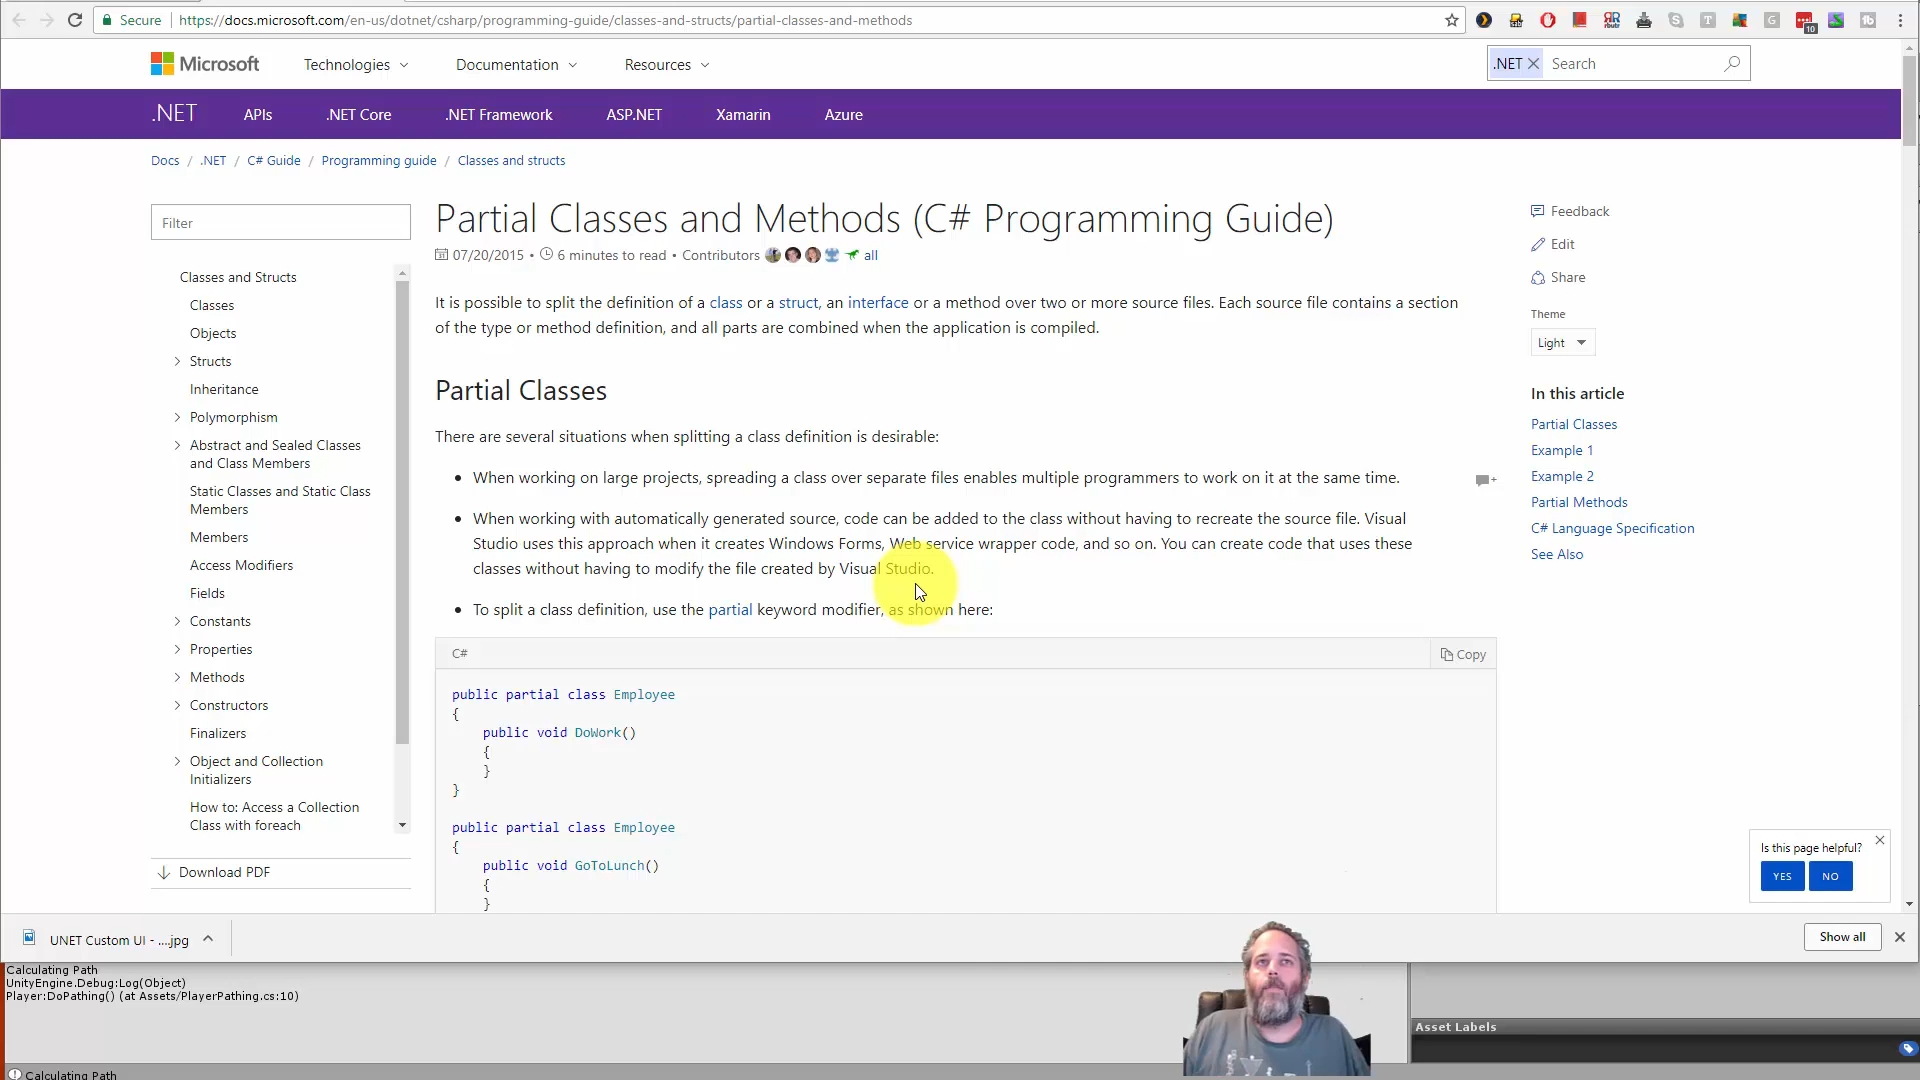 Secure https://docs.microsoft.com/en-us/dotnet/csharp/programming-guide/classes-and-structs/partial-classes-and-methods
10
Microsoft Technologies Documentation Resources .NET Search
.NET APIs .NET Core .NET Framework ASP.NET Xamarin Azure
Docs / .NET / C# Guide / Programming guide / Classes and structs
Filter
Classes and Structs
Classes
Objects
Structs
Inheritance
Polymorphism
Abstract and Sealed Classes
and Class Members
Static Classes and Static Class
Members
Members
Access Modifiers
Fields
Constants
Properties
Methods
Constructors
Finalizers
Object and Collection
Initializers
How to: Access a Collection
Class with foreach
Download PDF
Partial Classes and Methods (C# Programming Guide)
07/20/2015 • 6 minutes to read • Contributors all
It is possible to split the definition of a class or a struct, an interface or a method over two or more source files. Each source file contains a section
of the type or method definition, and all parts are combined when the application is compiled.
Partial Classes
There are several situations when splitting a class definition is desirable:
• When working on large projects, spreading a class over separate files enables multiple programmers to work on it at the same time.
• When working with automatically generated source, code can be added to the class without having to recreate the source file. Visual
Studio uses this approach when it creates Windows Forms, Web service wrapper code, and so on. You can create code that uses these
classes without having to modify the file created by Visual Studio.
• To split a class definition, use the partial keyword modifier, as shown here:
C# Copy
public partial class Employee
{
public void DoWork()
{
}
}
public partial class Employee
{
public void GoToLunch()
{
}
Feedback
Edit
Share
Theme
Light
In this article
Partial Classes
Example 1
Example 2
Partial Methods
C# Language Specification
See Also
Is this page helpful?
YES NO
UNET Custom UI - ....jpg
Show all
Calculating Path
UnityEngine.Debug:Log(Object)
Player:DoPathing() (at Assets/PlayerPathing.cs:10)
Asset Labels
Calculating Path